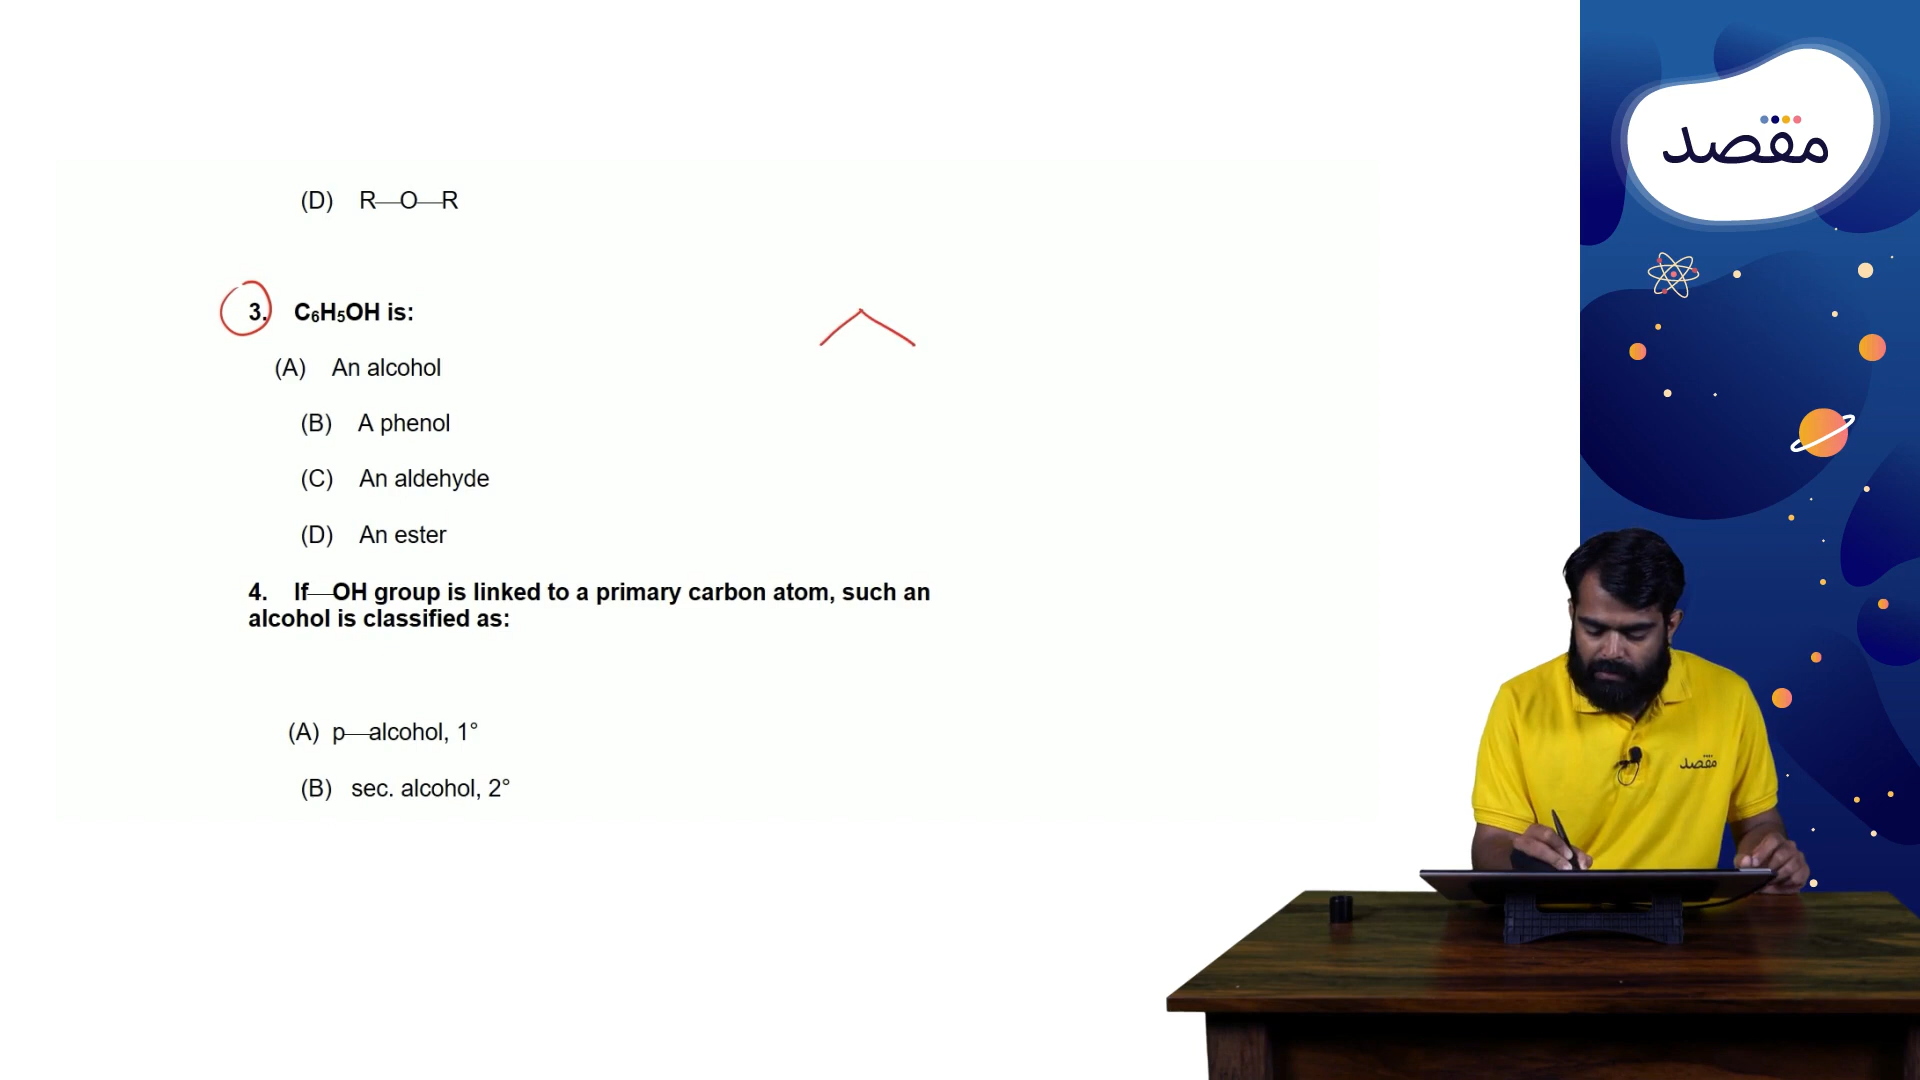 مقصد
(D) R—O—R
3. C₆H₅OH is:
(A) An alcohol
(B) A phenol
(C) An aldehyde
(D) An ester
4. If—OH group is linked to a primary carbon atom, such an
alcohol is classified as:
(A) p—alcohol, 1°
(B) sec. alcohol, 2°
مقصد